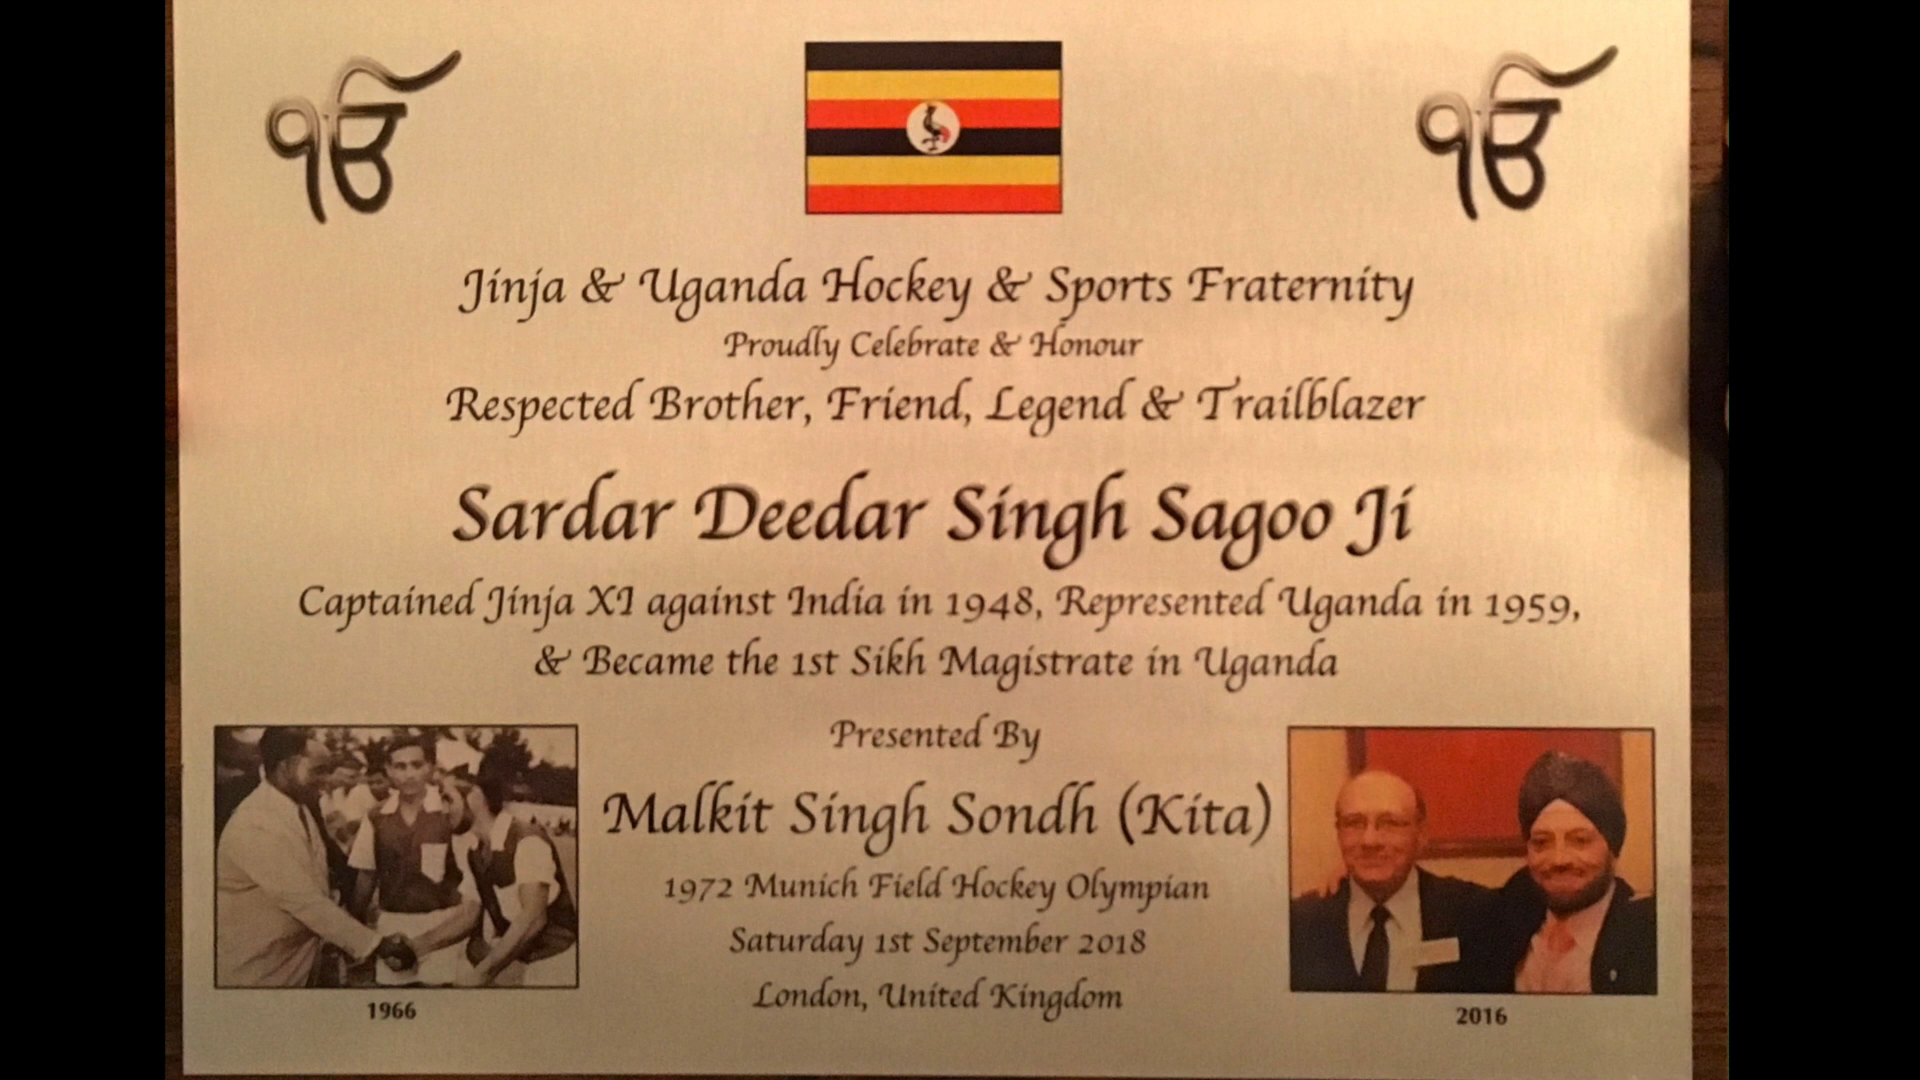 ੴ ੴ
Jinja & Uganda Hockey & Sports Fraternity
Proudly Celebrate & Honour
Respected Brother, Friend, Legend & Trailblazer
Sardar Deedar Singh Sagoo Ji
Captained Jinja XI against India in 1948, Represented Uganda in 1959,
& Became the 1st Sikh Magistrate in Uganda
Presented By
Malkit Singh Sondh (Kita)
1972 Munich Field Hockey Olympian
Saturday 1st September 2018
London, United Kingdom
1966
2016